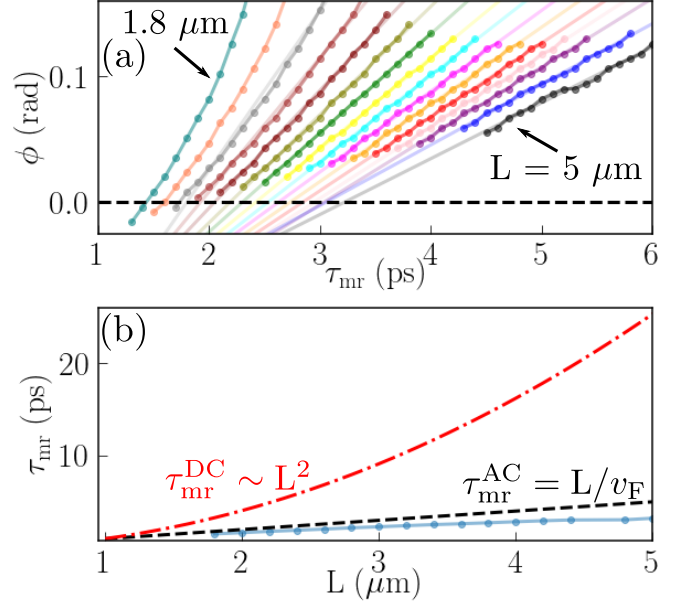 1.8 μm
(a)
0.1
ϕ (rad)
L = 5 μm
0.0
1 2 3 4 5 6
τmr (ps)
(b)
20
τmr (ps)
τmrDC ~ L2
τmrAC = L/vF
10
1 2 3 4 5
L (μm)